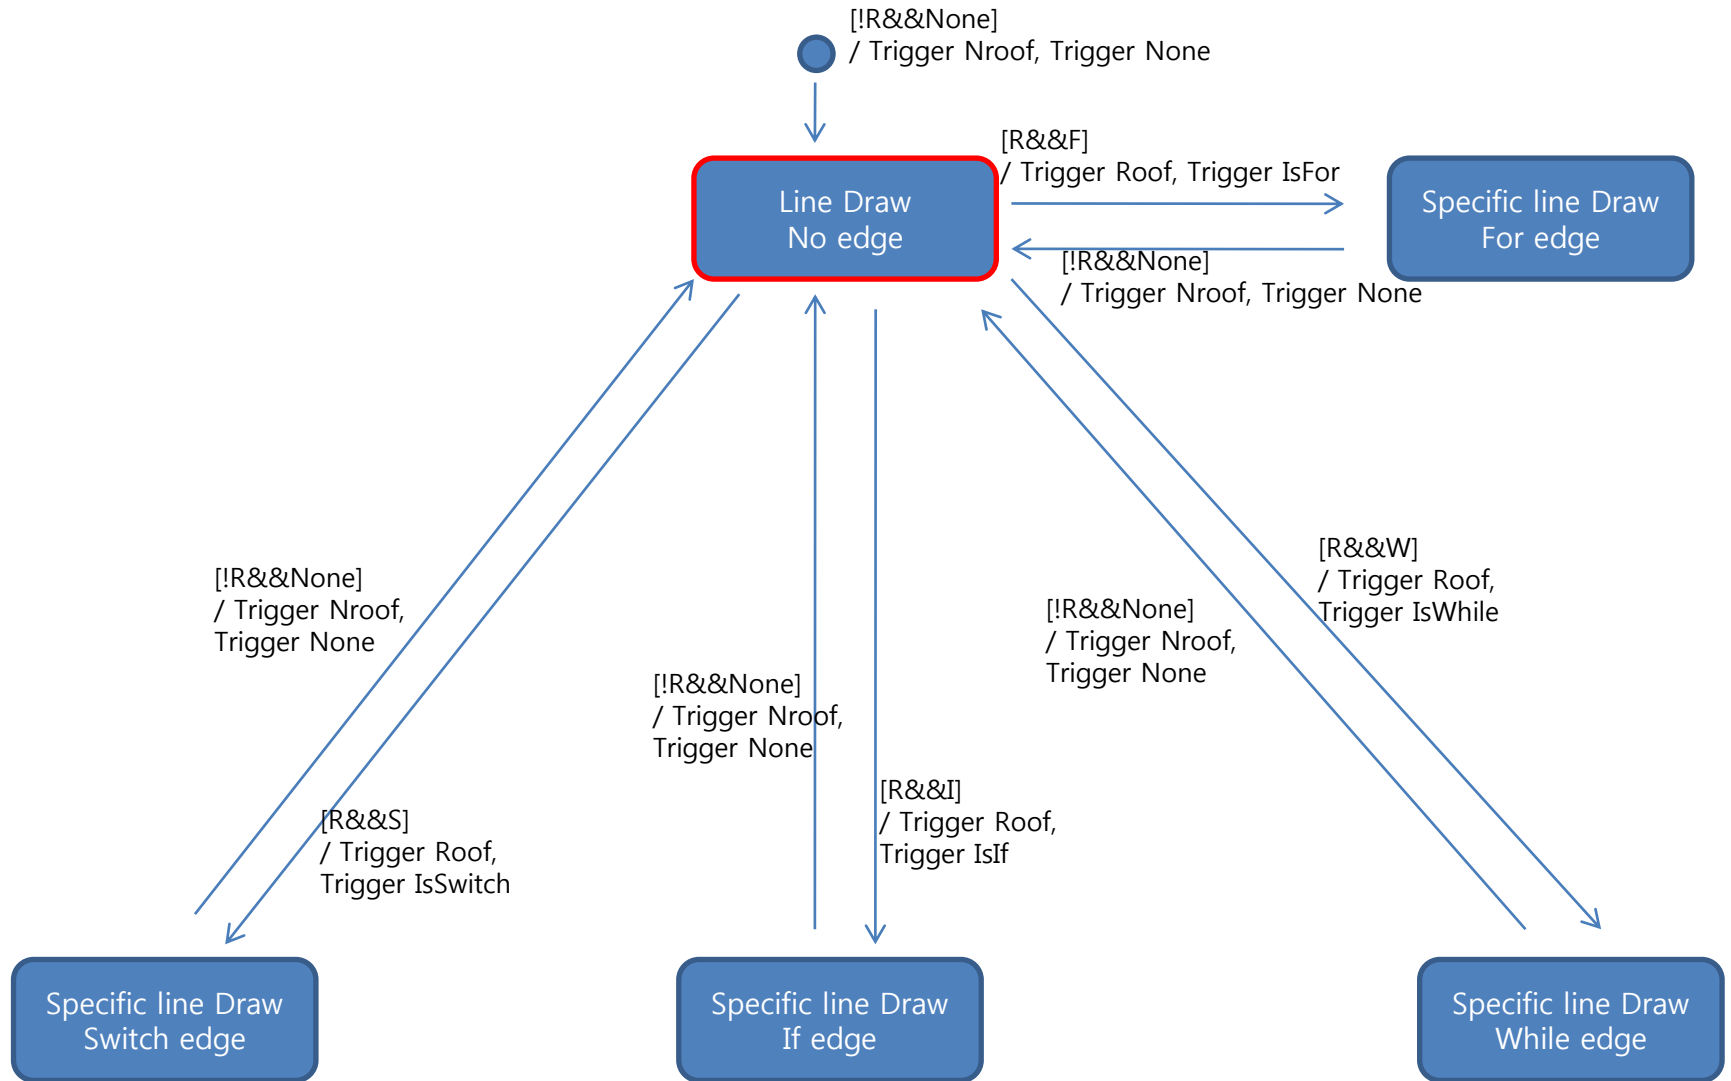 [!R&&None]
/ Trigger Nroof, Trigger None
[R&&F]
/ Trigger Roof, Trigger IsFor
Line Draw
No edge
Specific line Draw
For edge
[!R&&None]
/ Trigger Nroof, Trigger None
[R&&W]
/ Trigger Roof,
Trigger IsWhile
[!R&&None]
/ Trigger Nroof,
Trigger None
[!R&&None]
/ Trigger Nroof,
Trigger None
[!R&&None]
/ Trigger Nroof,
Trigger None
[R&&I]
/ Trigger Roof,
Trigger IsIf
[R&&S]
/ Trigger Roof,
Trigger IsSwitch
Specific line Draw
Switch edge
Specific line Draw
If edge
Specific line Draw
While edge